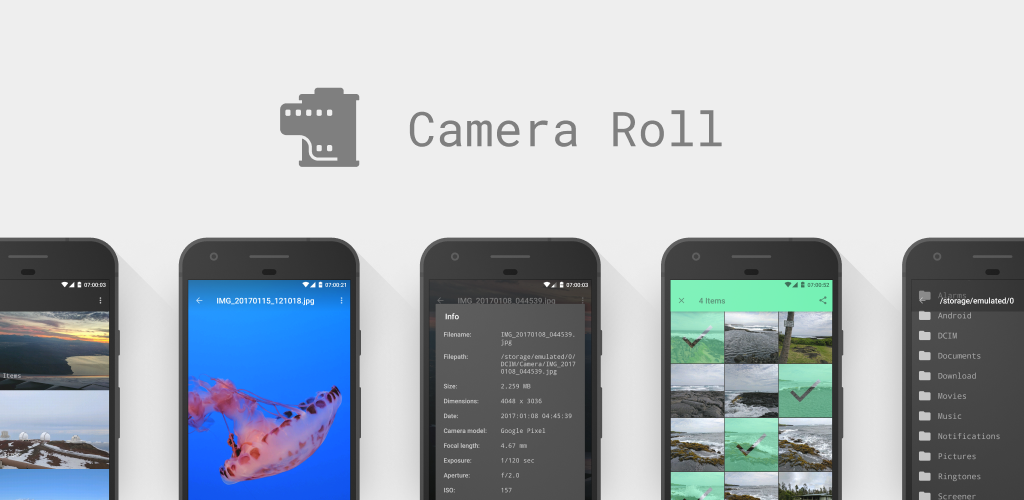 Camera Roll
07:00:03
Items
07:00:21
IMG_20170115_121018.jpg
07:00:03
IMG_20170108_044539.jpg
Info
Filename: IMG_20170108_044539.
jpg
Filepath: /storage/emulated/0/
DCIM/Camera/IMG_2017
0108_044539.jpg
Size: 2.259 MB
Dimensions: 4048 x 3036
Date: 2017:01:08 04:45:39
Camera model: Google Pixel
Focal length: 4.67 mm
Exposure: 1/120 sec
Aperture: f/2.0
ISO: 157
07:00:52
4 Items
/storage/emulated/0
Alarms
Android
DCIM
Documents
Download
Movies
Music
Notifications
Pictures
Ringtones
Screener